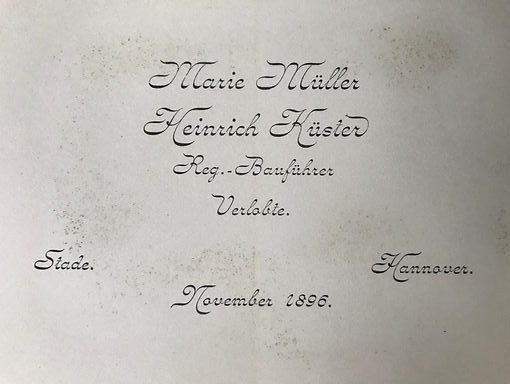 Marie Müller
Heinrich Küster
Reg.-Bauführer
Verlobte.
Stade. Hannover.
November 1896.